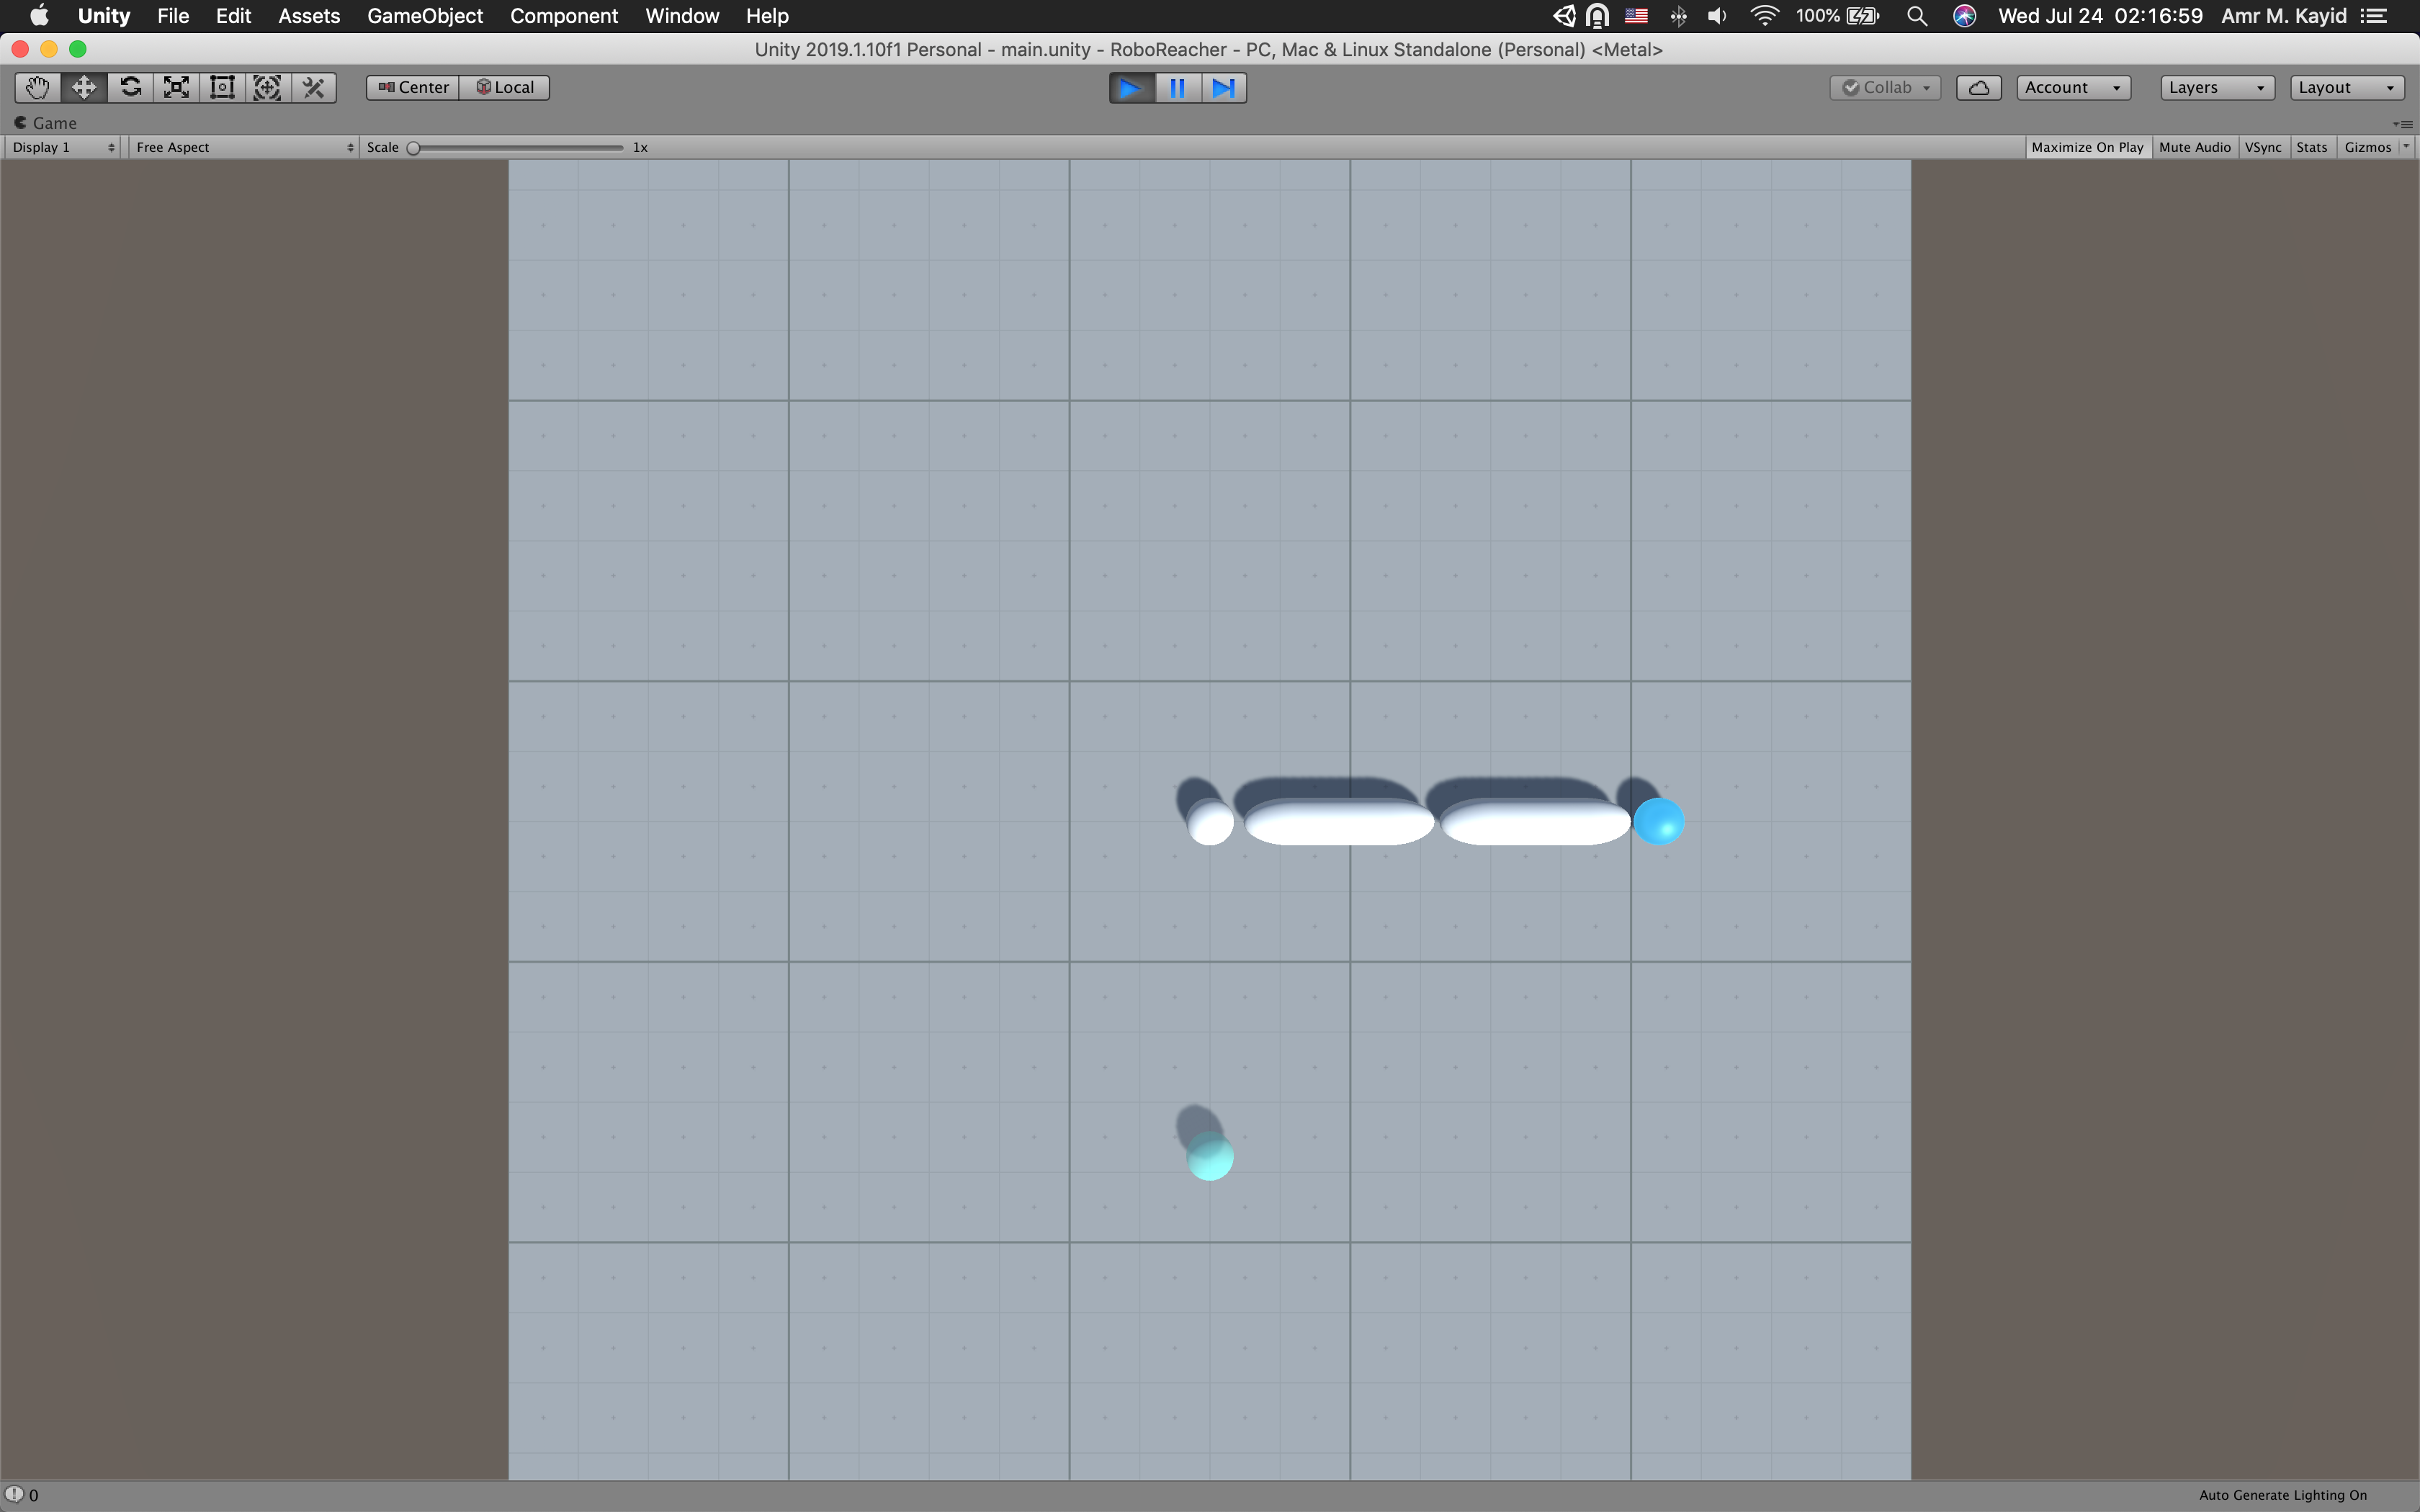 Unity File Edit Assets GameObject Component Window Help 100% Wed Jul 24 02:16:59 Amr M. Kayid
Unity 2019.1.10f1 Personal - main.unity - RoboReacher - PC, Mac & Linux Standalone (Personal) <Metal>
Center Local Collab Account Layers Layout
Game
Display 1 Free Aspect Scale 1x Maximize On Play Mute Audio VSync Stats Gizmos
0 Auto Generate Lighting On